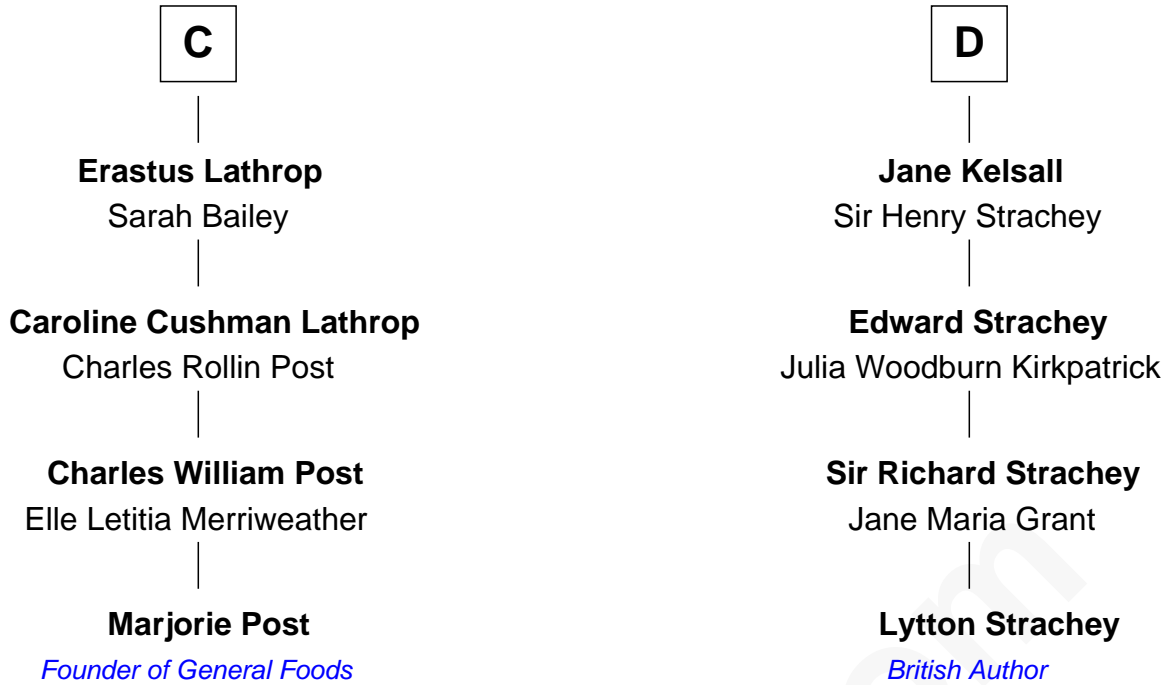 C
Erastus Lathrop
Sarah Bailey
Caroline Cushman Lathrop
Charles Rollin Post
Charles William Post
Elle Letitia Merriweather
Marjorie Post
Founder of General Foods
D
Jane Kelsall
Sir Henry Strachey
Edward Strachey
Julia Woodburn Kirkpatrick
Sir Richard Strachey
Jane Maria Grant
Lytton Strachey
British Author